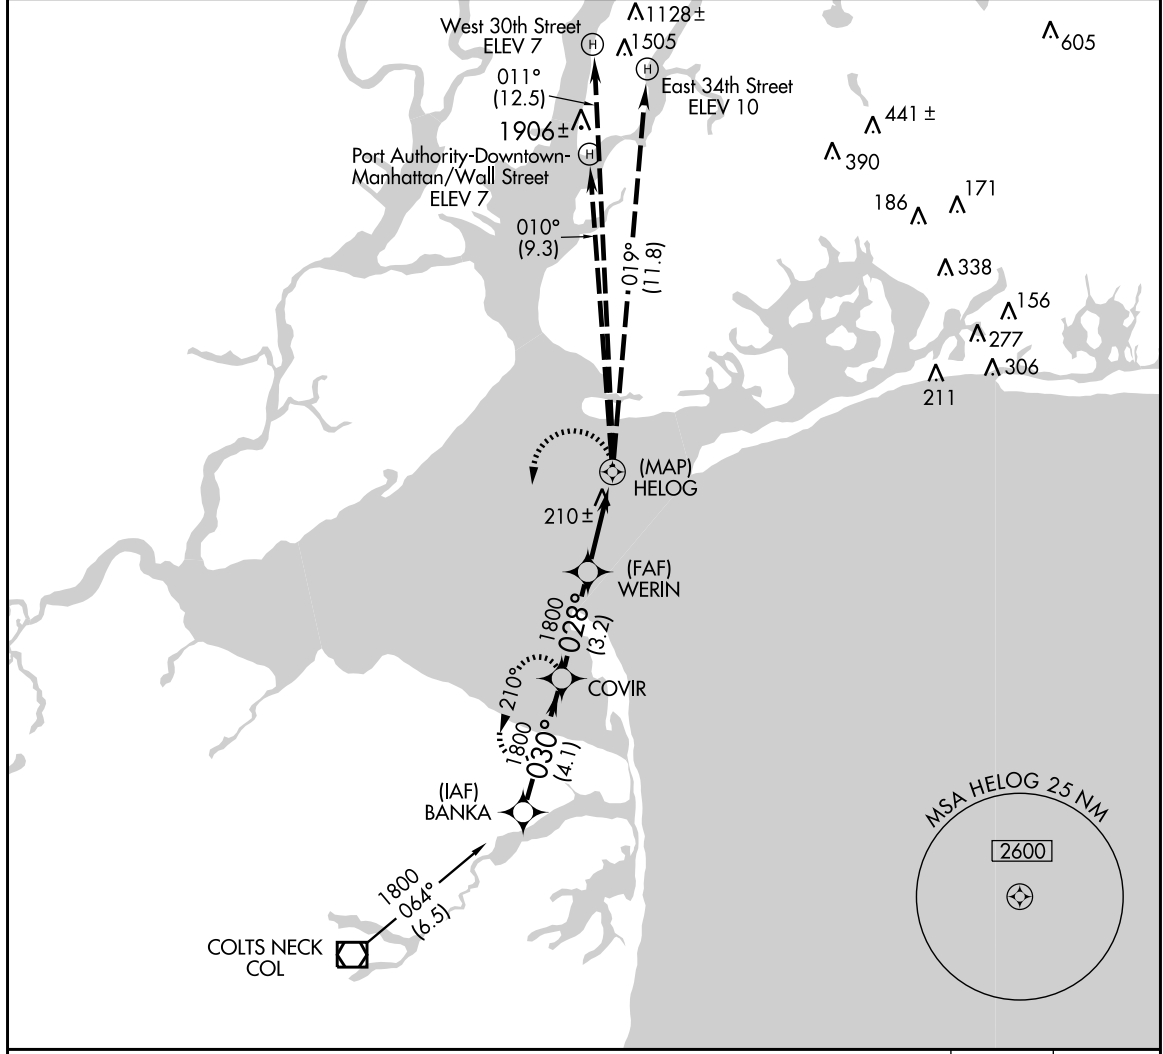 1128±
West 30th Street
ELEV 7
H
1505
605
H
011°
(12.5)
East 34th Street
ELEV 10
1906±
441±
H
390
Port Authority-Downtown-
Manhattan/Wall Street
ELEV 7
171
186
010°
(9.3)
019°
(11.8)
338
156
277
306
211
(MAP)
HELOG
210±
(FAF)
WERIN
1800
028°
(3.2)
210°
COVIR
1800
030°
(4.1)
(IAF)
BANKA
MSA HELOG 25 NM
2600
1800
064°
(6.5)
COLTS NECK
COL